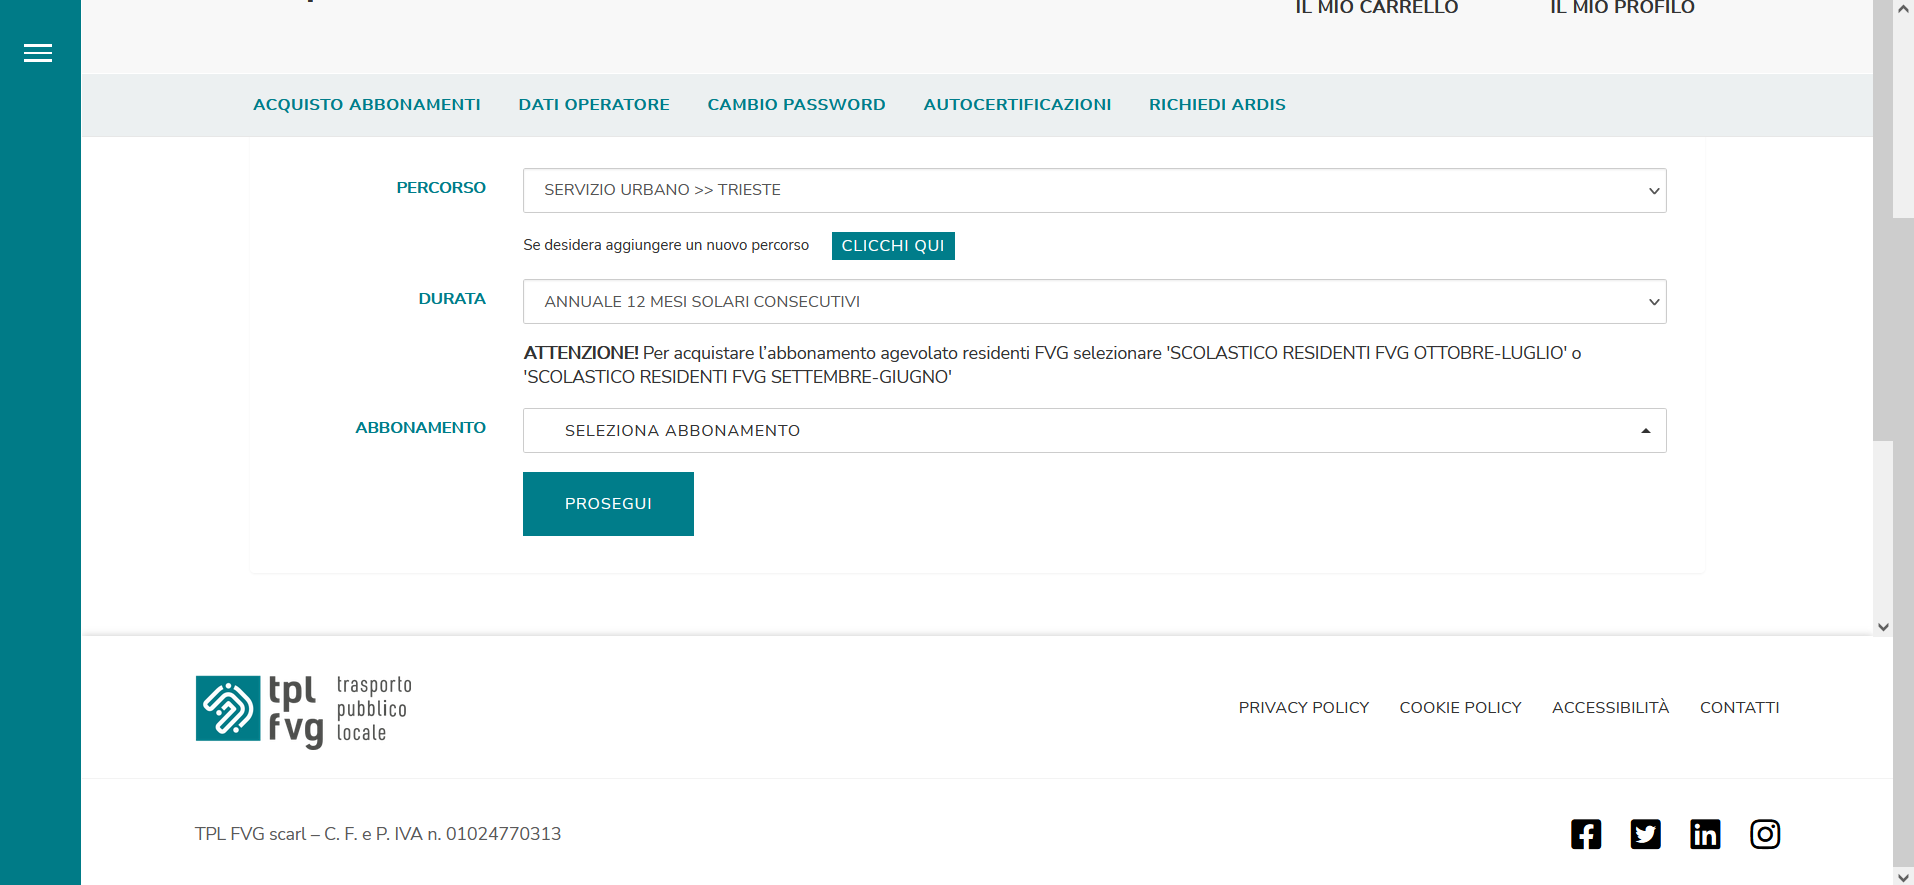 IL MIO CARRELLO
IL MIO PROFILO
ACQUISTO ABBONAMENTI
DATI OPERATORE
CAMBIO PASSWORD
AUTOCERTIFICAZIONI
RICHIEDI ARDIS
PERCORSO
SERVIZIO URBANO >> TRIESTE
Se desidera aggiungere un nuovo percorso
CLICCHI QUI
DURATA
ANNUALE 12 MESI SOLARI CONSECUTIVI
ATTENZIONE! Per acquistare l’abbonamento agevolato residenti FVG selezionare 'SCOLASTICO RESIDENTI FVG OTTOBRE-LUGLIO' o
'SCOLASTICO RESIDENTI FVG SETTEMBRE-GIUGNO'
ABBONAMENTO
SELEZIONA ABBONAMENTO
PROSEGUI
tpl
fvg
trasporto
pubblico
locale
PRIVACY POLICY
COOKIE POLICY
ACCESSIBILITÀ
CONTATTI
TPL FVG scarl – C. F. e P. IVA n. 01024770313